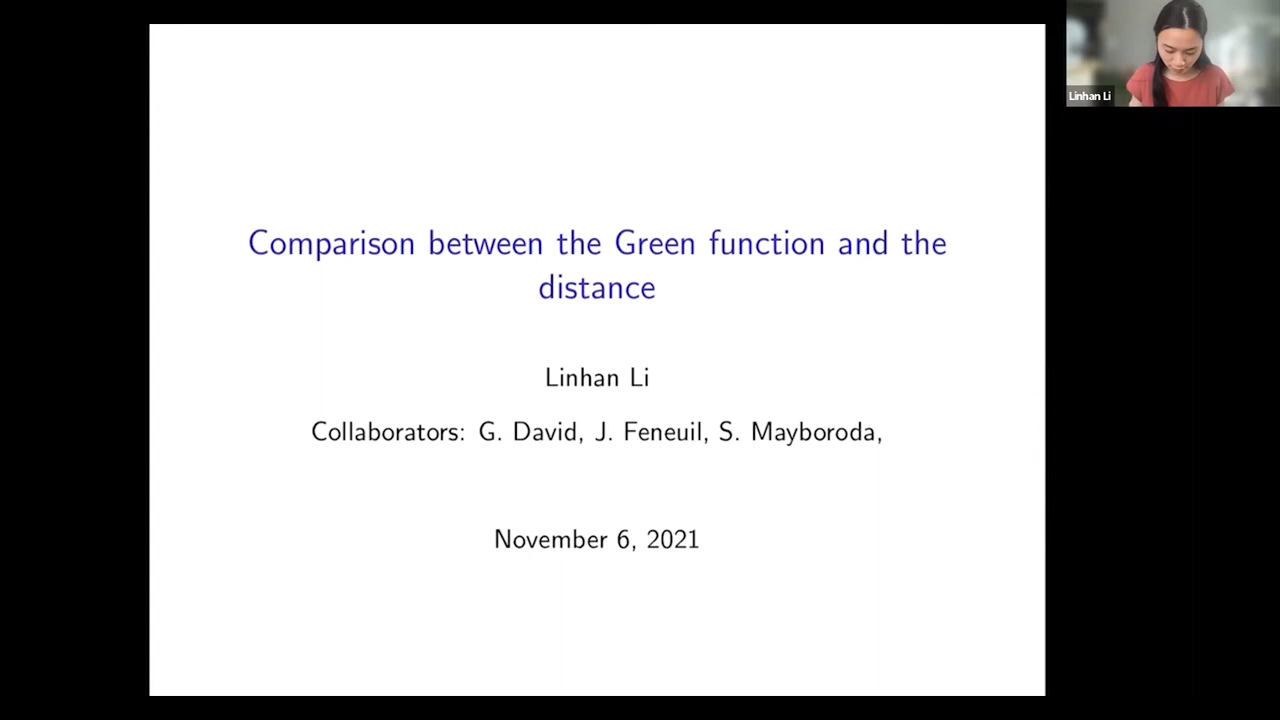 Comparison between the Green function and the
distance
Linhan Li
Collaborators: G. David, J. Feneuil, S. Mayboroda,
November 6, 2021
Linhan Li